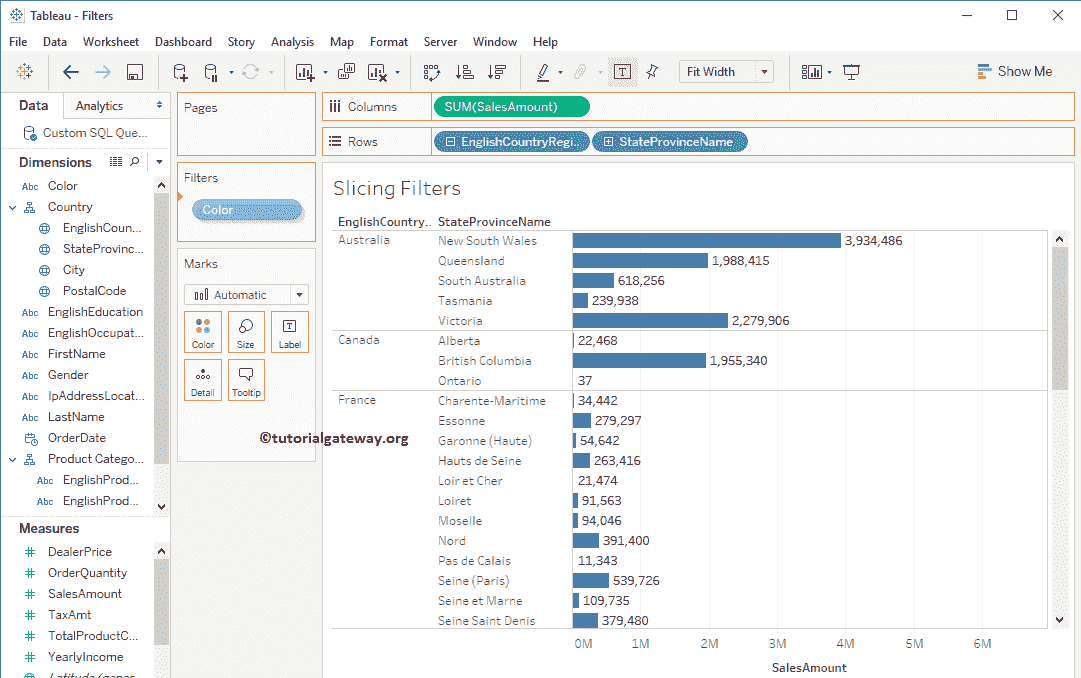 Tableau - Filters
File Data Worksheet Dashboard Story Analysis Map Format Server Window Help
Fit Width
Show Me
Data Analytics
Custom SQL Que...
Dimensions
Abc Color
Country
EnglishCoun...
StateProvinc...
City
PostalCode
Abc EnglishEducation
Abc EnglishOccupat...
Abc FirstName
Abc Gender
Abc IpAddressLocat...
Abc LastName
OrderDate
Product Catego...
Abc EnglishProd...
Abc EnglishProd...
Measures
# DealerPrice
# OrderQuantity
# SalesAmount
# TaxAmt
# TotalProductC...
# YearlyIncome
Latitude (gener
Pages
Filters
Color
Marks
Automatic
Color Size Label
Detail Tooltip
©tutorialgateway.org
Columns SUM(SalesAmount)
Rows EnglishCountryRegi.. StateProvinceName
Slicing Filters
EnglishCountry.. StateProvinceName
Australia New South Wales 3,934,486
Queensland 1,988,415
South Australia 618,256
Tasmania 239,938
Victoria 2,279,906
Canada Alberta 22,468
British Columbia 1,955,340
Ontario 37
France Charente-Maritime 34,442
Essonne 279,297
Garonne (Haute) 54,642
Hauts de Seine 263,416
Loir et Cher 21,474
Loiret 91,563
Moselle 94,046
Nord 391,400
Pas de Calais 11,343
Seine (Paris) 539,726
Seine et Marne 109,735
Seine Saint Denis 379,480
0M 1M 2M 3M 4M 5M 6M
SalesAmount